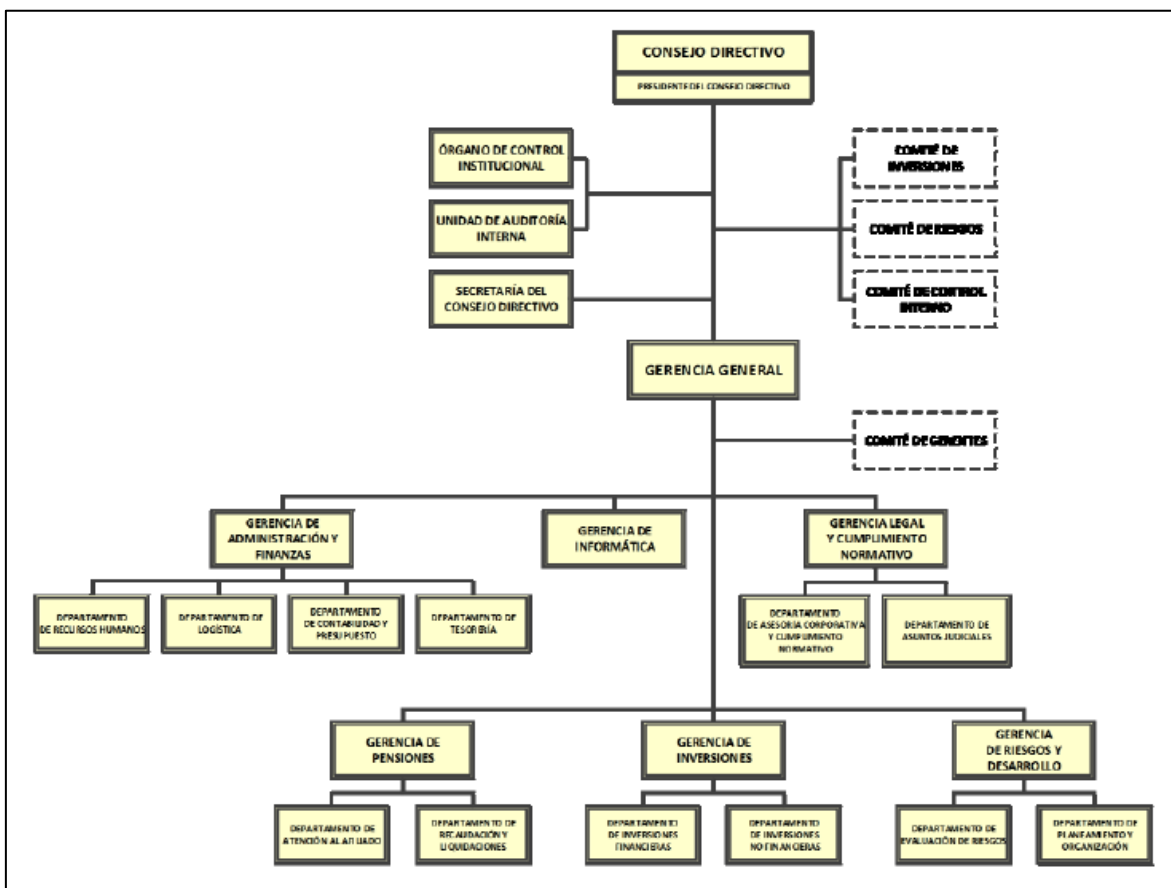 CONSEJO DIRECTIVO
PRESIDENTE DEL CONSEJO DIRECTIVO
ÓRGANO DE CONTROL
INSTITUCIONAL
UNIDAD DE AUDITORÍA
INTERNA
SECRETARÍA DEL
CONSEJO DIRECTIVO
COMITÉ DE
INVERSIONES
COMITÉ DE RIESGOS
COMITÉ DE CONTROL
INTERNO
GERENCIA GENERAL
COMITÉ DE GERENTES
GERENCIA DE
ADMINISTRACIÓN Y
FINANZAS
GERENCIA DE
INFORMÁTICA
GERENCIA LEGAL
Y CUMPLIMIENTO
NORMATIVO
DEPARTAMENTO
DE RECURSOS HUMANOS
DEPARTAMENTO DE
LOGÍSTICA
DEPARTAMENTO
DE CONTABILIDAD Y
PRESUPUESTO
DEPARTAMENTO DE
TESORERÍA
DEPARTAMENTO
DE ASESORÍA CORPORATIVA
Y CUMPLIMIENTO
NORMATIVO
DEPARTAMENTO DE
ASUNTOS JUDICIALES
GERENCIA DE
PENSIONES
GERENCIA DE
INVERSIONES
GERENCIA
DE RIESGOS Y
DESARROLLO
DEPARTAMENTO DE
ATENCIÓN AL AFILIADO
DEPARTAMENTO DE
RECAUDACIÓN Y
LIQUIDACIONES
DEPARTAMENTO
DE INVERSIONES
FINANCIERAS
DEPARTAMENTO
DE INVERSIONES
NO FINANCIERAS
DEPARTAMENTO DE
EVALUACIÓN DE RIESGOS
DEPARTAMENTO DE
PLANEAMIENTO Y
ORGANIZACIÓN